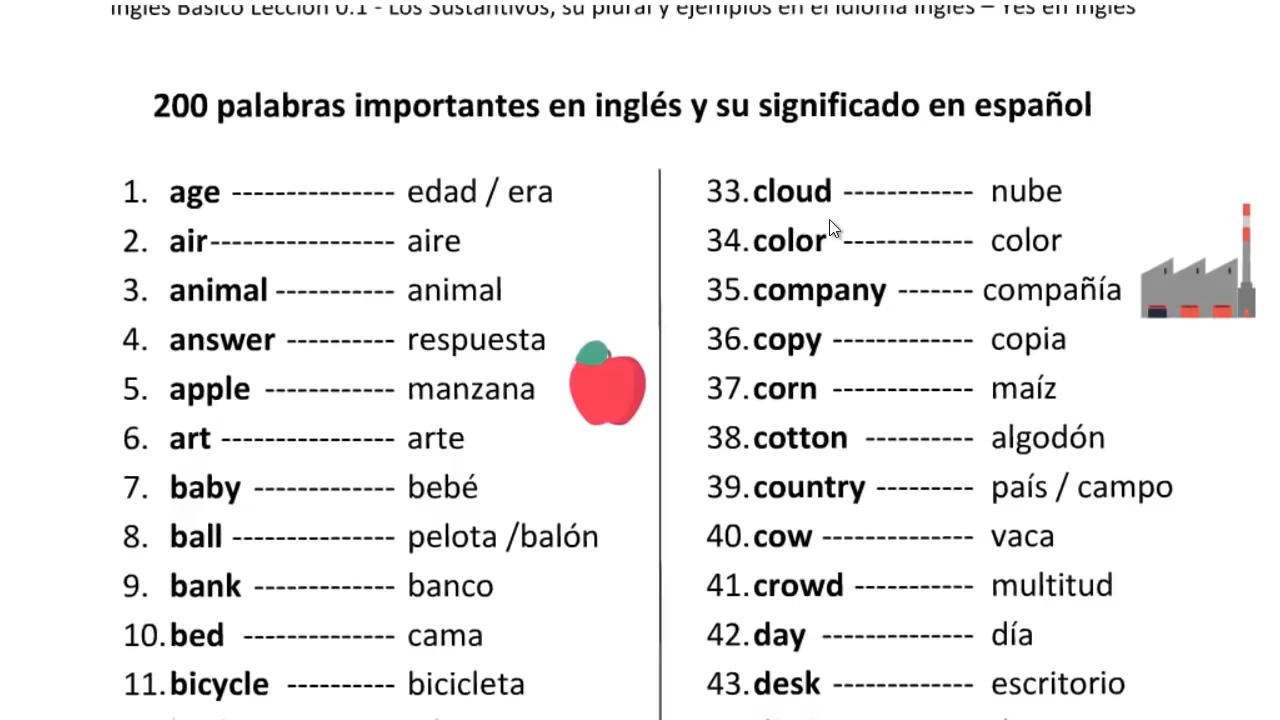 Inglés Básico Lección 0.1 - Los Sustantivos, su plural y ejemplos en el idioma inglés – Yes en Inglés
200 palabras importantes en inglés y su significado en español
1. age --------------- edad / era
2. air----------------- aire
3. animal ----------- animal
4. answer ---------- respuesta
5. apple ------------ manzana
6. art ---------------- arte
7. baby ------------- bebé
8. ball --------------- pelota /balón
9. bank ------------- banco
10. bed -------------- cama
11. bicycle ---------- bicicleta
33. cloud ------------ nube
34. color ------------ color
35. company ------- compañía
36. copy ------------- copia
37. corn ------------- maíz
38. cotton ---------- algodón
39. country --------- país / campo
40. cow -------------- vaca
41. crowd ----------- multitud
42. day -------------- día
43. desk ------------- escritorio